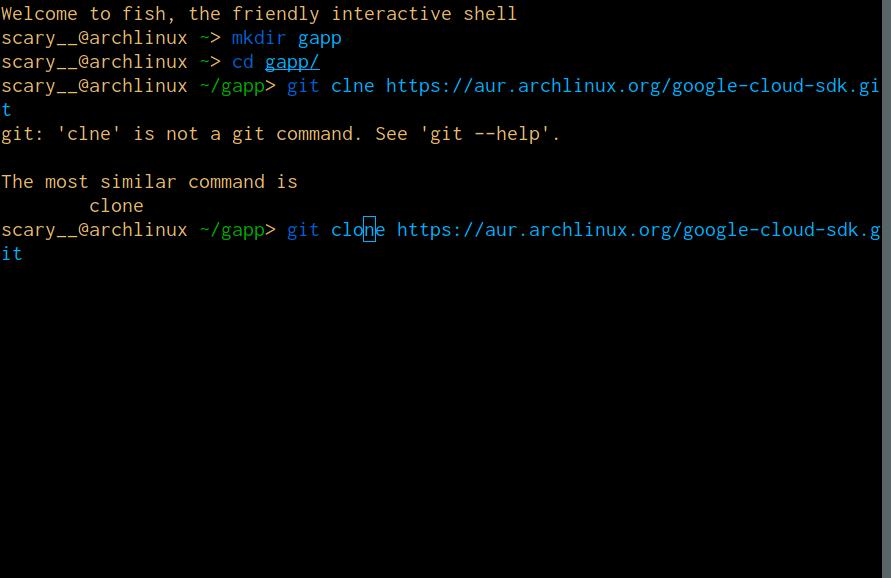 Welcome to fish, the friendly interactive shell
scary__@archlinux ~> mkdir gapp
scary__@archlinux ~> cd gapp/
scary__@archlinux ~/gapp> git clne https://aur.archlinux.org/google-cloud-sdk.gi
t
git: 'clne' is not a git command. See 'git --help'.
The most similar command is
clone
scary__@archlinux ~/gapp> git clone https://aur.archlinux.org/google-cloud-sdk.g
it